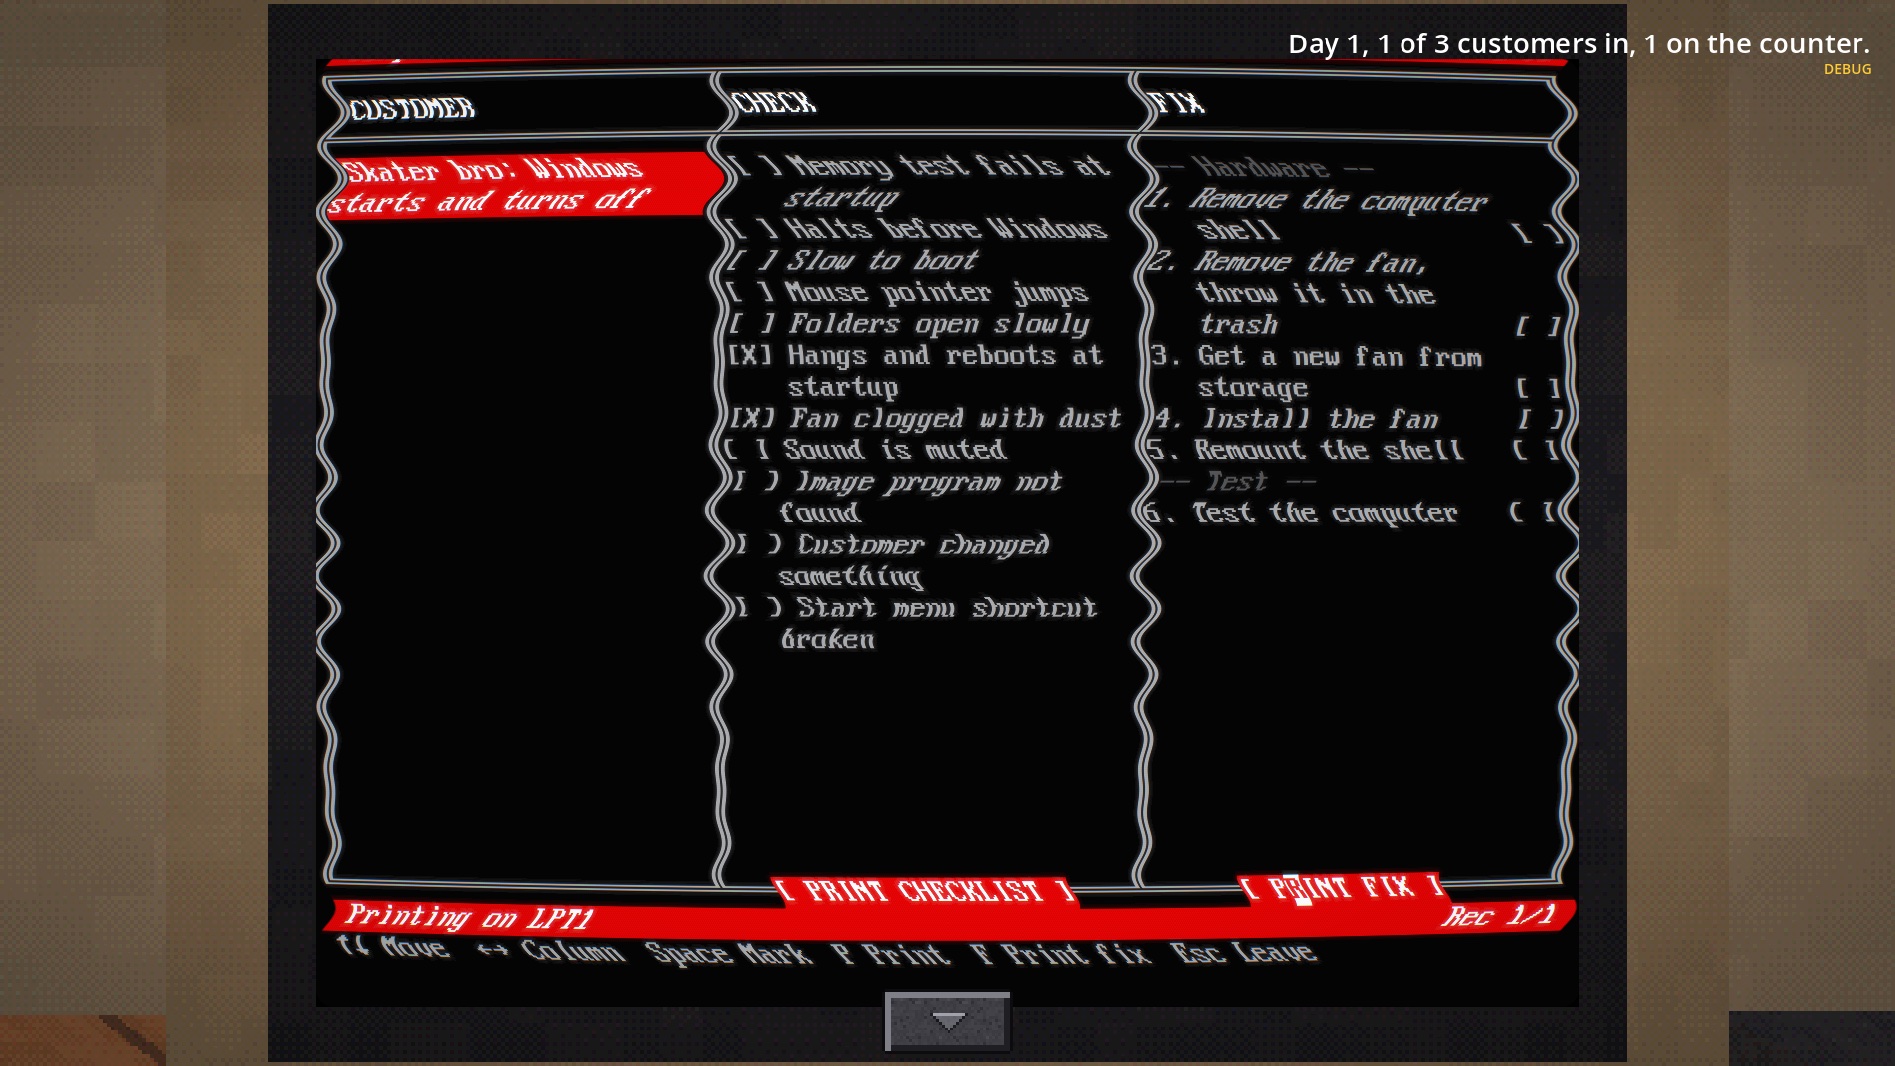 Day 1, 1 of 3 customers in, 1 on the counter.
DEBUG
CUSTOMER
Skater bro: Windows
starts and turns off
CHECK
[ ] Memory test fails at
startup
[ ] Halts before Windows
[ ] Slow to boot
[ ] Mouse pointer jumps
[ ] Folders open slowly
[X] Hangs and reboots at
startup
[X] Fan clogged with dust
[ ] Sound is muted
[ ] Image program not
found
[ ] Customer changed
something
[ ] Start menu shortcut
broken
FIX
-- Hardware --
1. Remove the computer
shell [ ]
2. Remove the fan,
throw it in the
trash [ ]
3. Get a new fan from
storage [ ]
4. Install the fan [ ]
5. Remount the shell [ ]
-- Test --
6. Test the computer [ ]
[ PRINT CHECKLIST ]
[ PRINT FIX ]
Printing on LPT1
Rec 1/1
↑↓ Move ↔ Column Space Mark P Print F Print fix Esc Leave